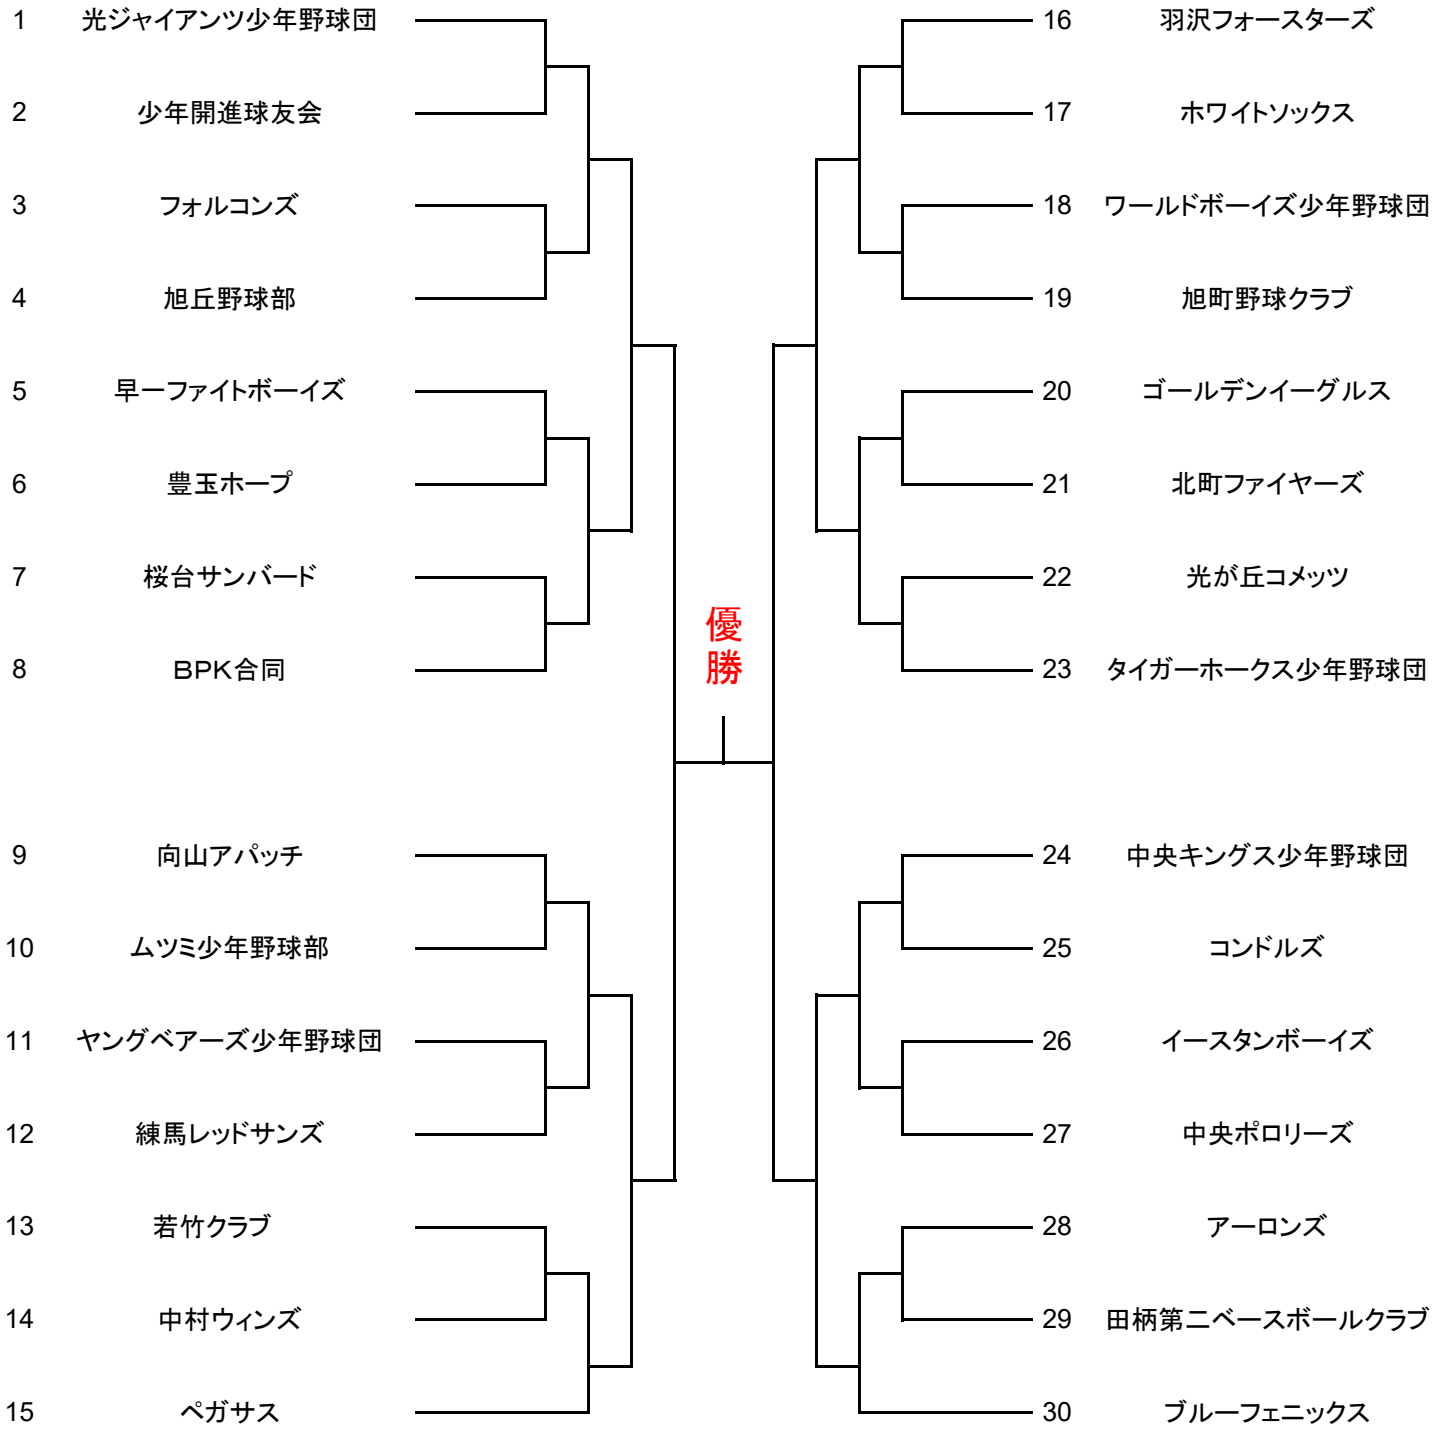 1 光ジャイアンツ少年野球団
2 少年開進球友会
3 フォルコンズ
4 旭丘野球部
5 早一ファイトボーイズ
6 豊玉ホープ
7 桜台サンバード
8 BPK合同
9 向山アパッチ
10 ムツミ少年野球部
11 ヤングベアーズ少年野球団
12 練馬レッドサンズ
13 若竹クラブ
14 中村ウィンズ
15 ペガサス
優勝
16 羽沢フォースターズ
17 ホワイトソックス
18 ワールドボーイズ少年野球団
19 旭町野球クラブ
20 ゴールデンイーグルス
21 北町ファイヤーズ
22 光が丘コメッツ
23 タイガーホークス少年野球団
24 中央キングス少年野球団
25 コンドルズ
26 イースタンボーイズ
27 中央ポロリーズ
28 アーロンズ
29 田柄第二ベースボールクラブ
30 ブルーフェニックス